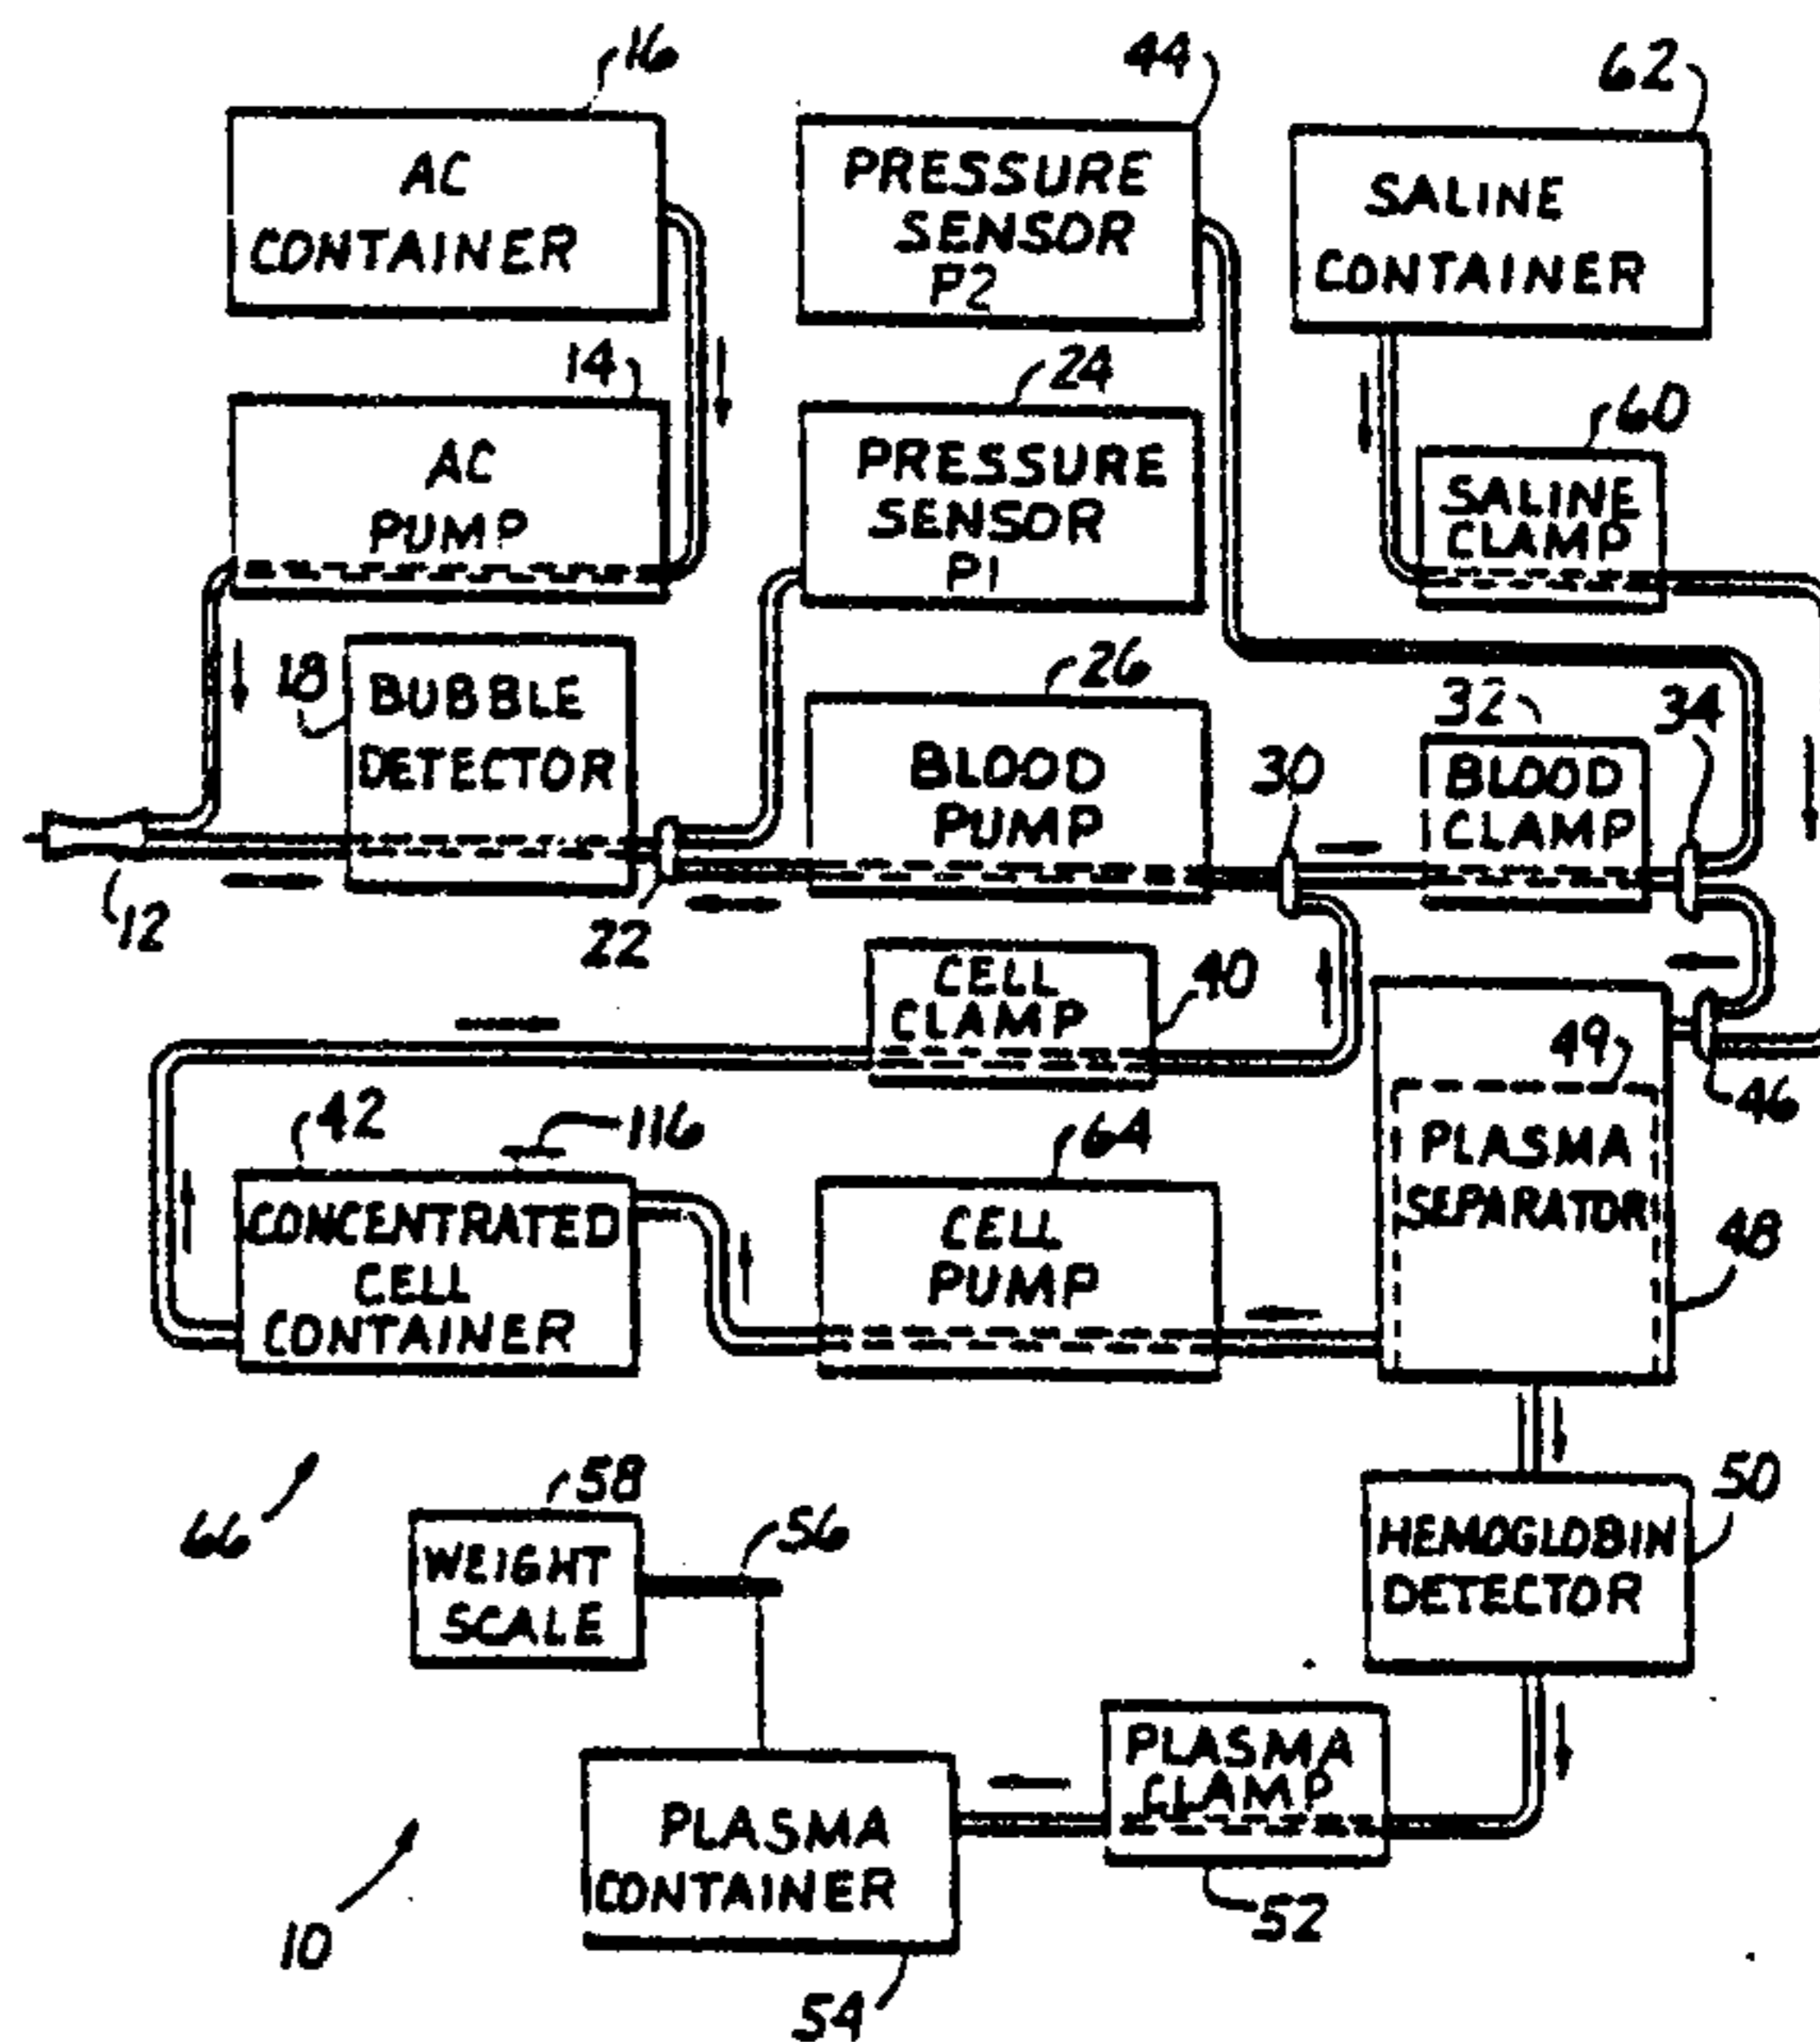 16
44
62
AC
CONTAINER
PRESSURE
SENSOR
P2
SALINE
CONTAINER
14
24
60
AC
PUMP
PRESSURE
SENSOR
P1
SALINE
CLAMP
18
BUBBLE
DETECTOR
26
BLOOD
PUMP
30
32
34
BLOOD
CLAMP
12
22
CELL
CLAMP
40
49
46
42
116
64
PLASMA
SEPARATOR
48
CONCENTRATED
CELL
CONTAINER
CELL
PUMP
66
58
WEIGHT
SCALE
56
50
HEMOGLOBIN
DETECTOR
PLASMA
CLAMP
52
PLASMA
CONTAINER
10
54